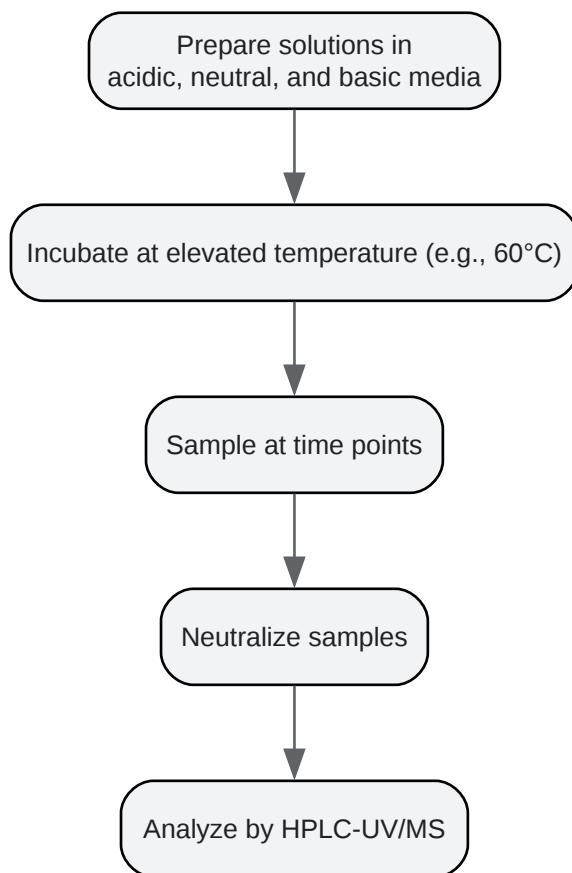 Prepare solutions in
acidic, neutral, and basic media
Incubate at elevated temperature (e.g., 60°C)
Sample at time points
Neutralize samples
Analyze by HPLC-UV/MS